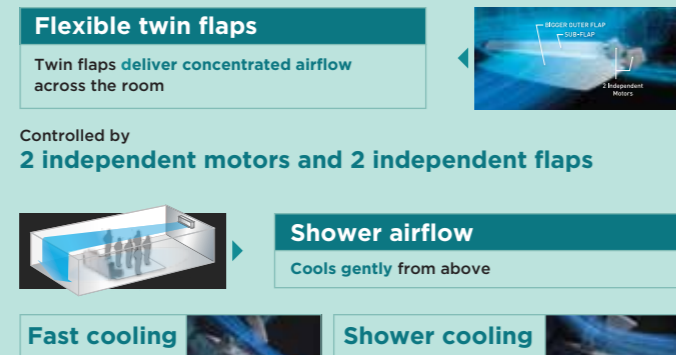 Flexible twin flaps
Twin flaps deliver concentrated airflow
across the room
BIGGER OUTER FLAP
SUB-FLAP
2 Independent
Motors
Controlled by
2 independent motors and 2 independent flaps
Shower airflow
Cools gently from above
Fast cooling
Shower cooling